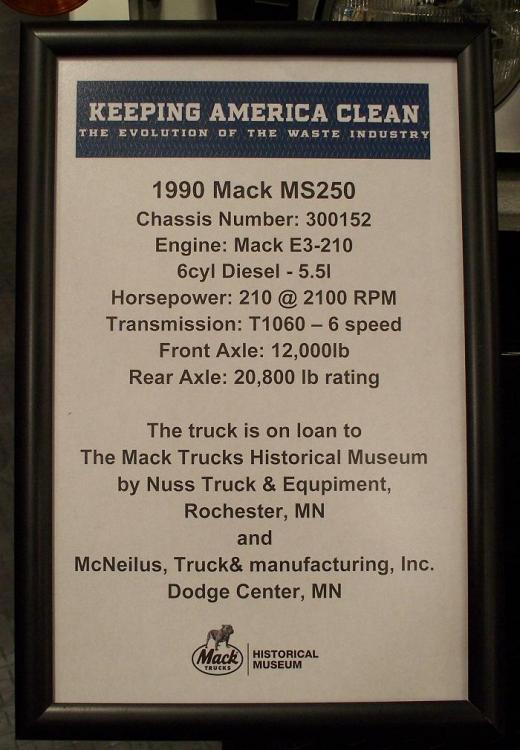 KEEPING AMERICA CLEAN
THE EVOLUTION OF THE WASTE INDUSTRY
1990 Mack MS250
Chassis Number: 300152
Engine: Mack E3-210
6cyl Diesel - 5.5l
Horsepower: 210 @ 2100 RPM
Transmission: T1060 – 6 speed
Front Axle: 12,000lb
Rear Axle: 20,800 lb rating
The truck is on loan to
The Mack Trucks Historical Museum
by Nuss Truck & Equpiment,
Rochester, MN
and
McNeilus, Truck& manufacturing, Inc.
Dodge Center, MN
Mack
TRUCKS
HISTORICAL
MUSEUM